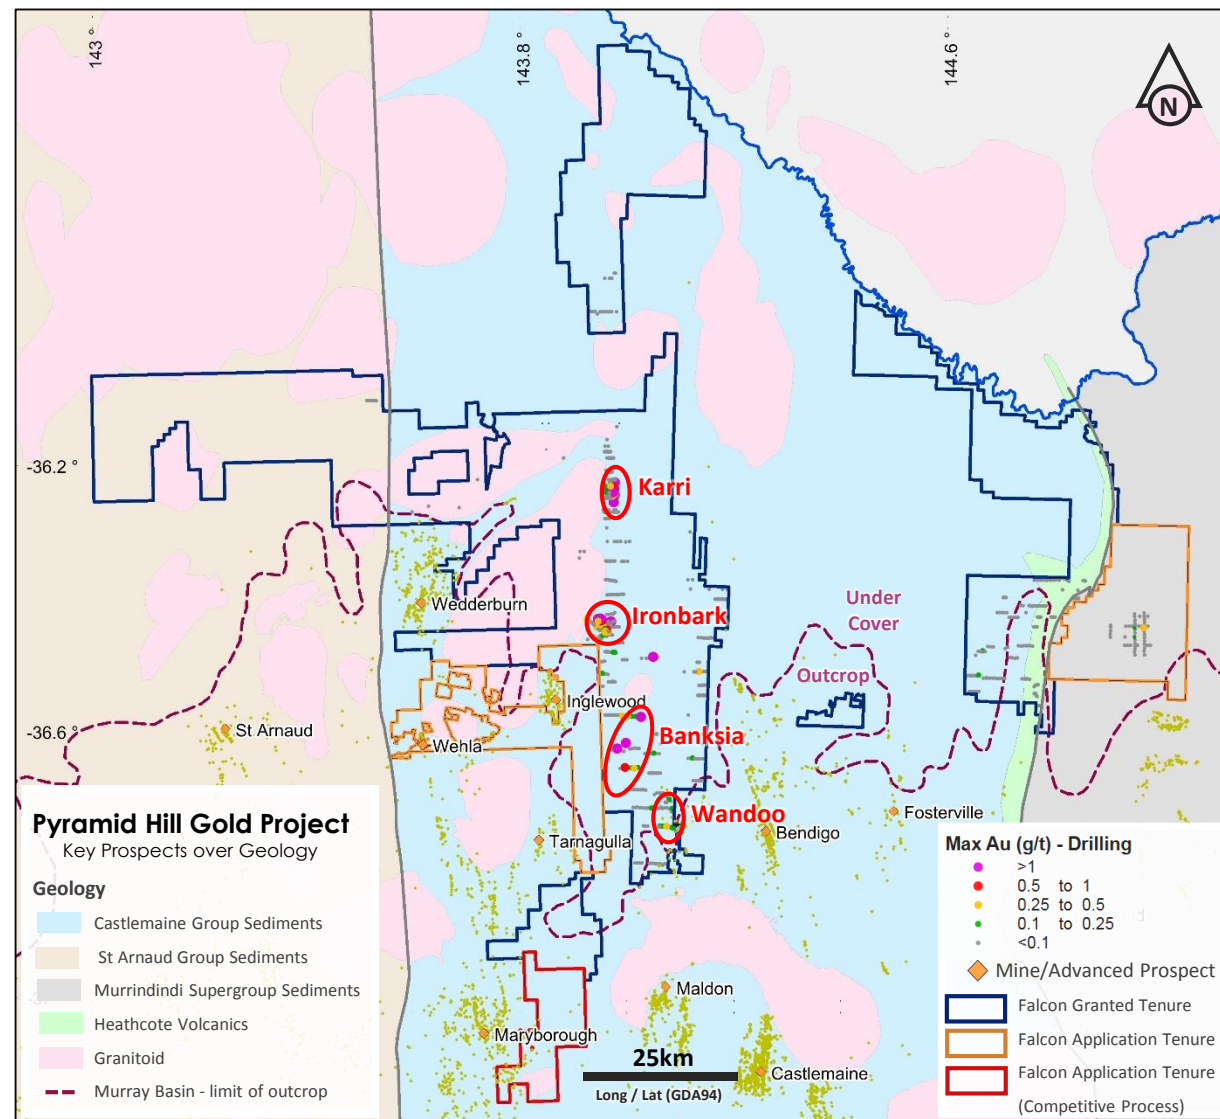 143 °
143.8 °
144.6 °
N
-36.2 °
Karri
Wedderburn
Ironbark
Under
Cover
Outcrop
Inglewood
-36.6 °
St Arnaud
Wehla
Banksia
Wandoo
Fosterville
Bendigo
Tarnagulla
Maldon
Maryborough
Castlemaine
25km
Long / Lat (GDA94)
Pyramid Hill Gold Project
Key Prospects over Geology
Geology
Castlemaine Group Sediments
St Arnaud Group Sediments
Murrindindi Supergroup Sediments
Heathcote Volcanics
Granitoid
Murray Basin - limit of outcrop
Max Au (g/t) - Drilling
>1
0.5 to 1
0.25 to 0.5
0.1 to 0.25
<0.1
Mine/Advanced Prospect
Falcon Granted Tenure
Falcon Application Tenure
Falcon Application Tenure
(Competitive Process)